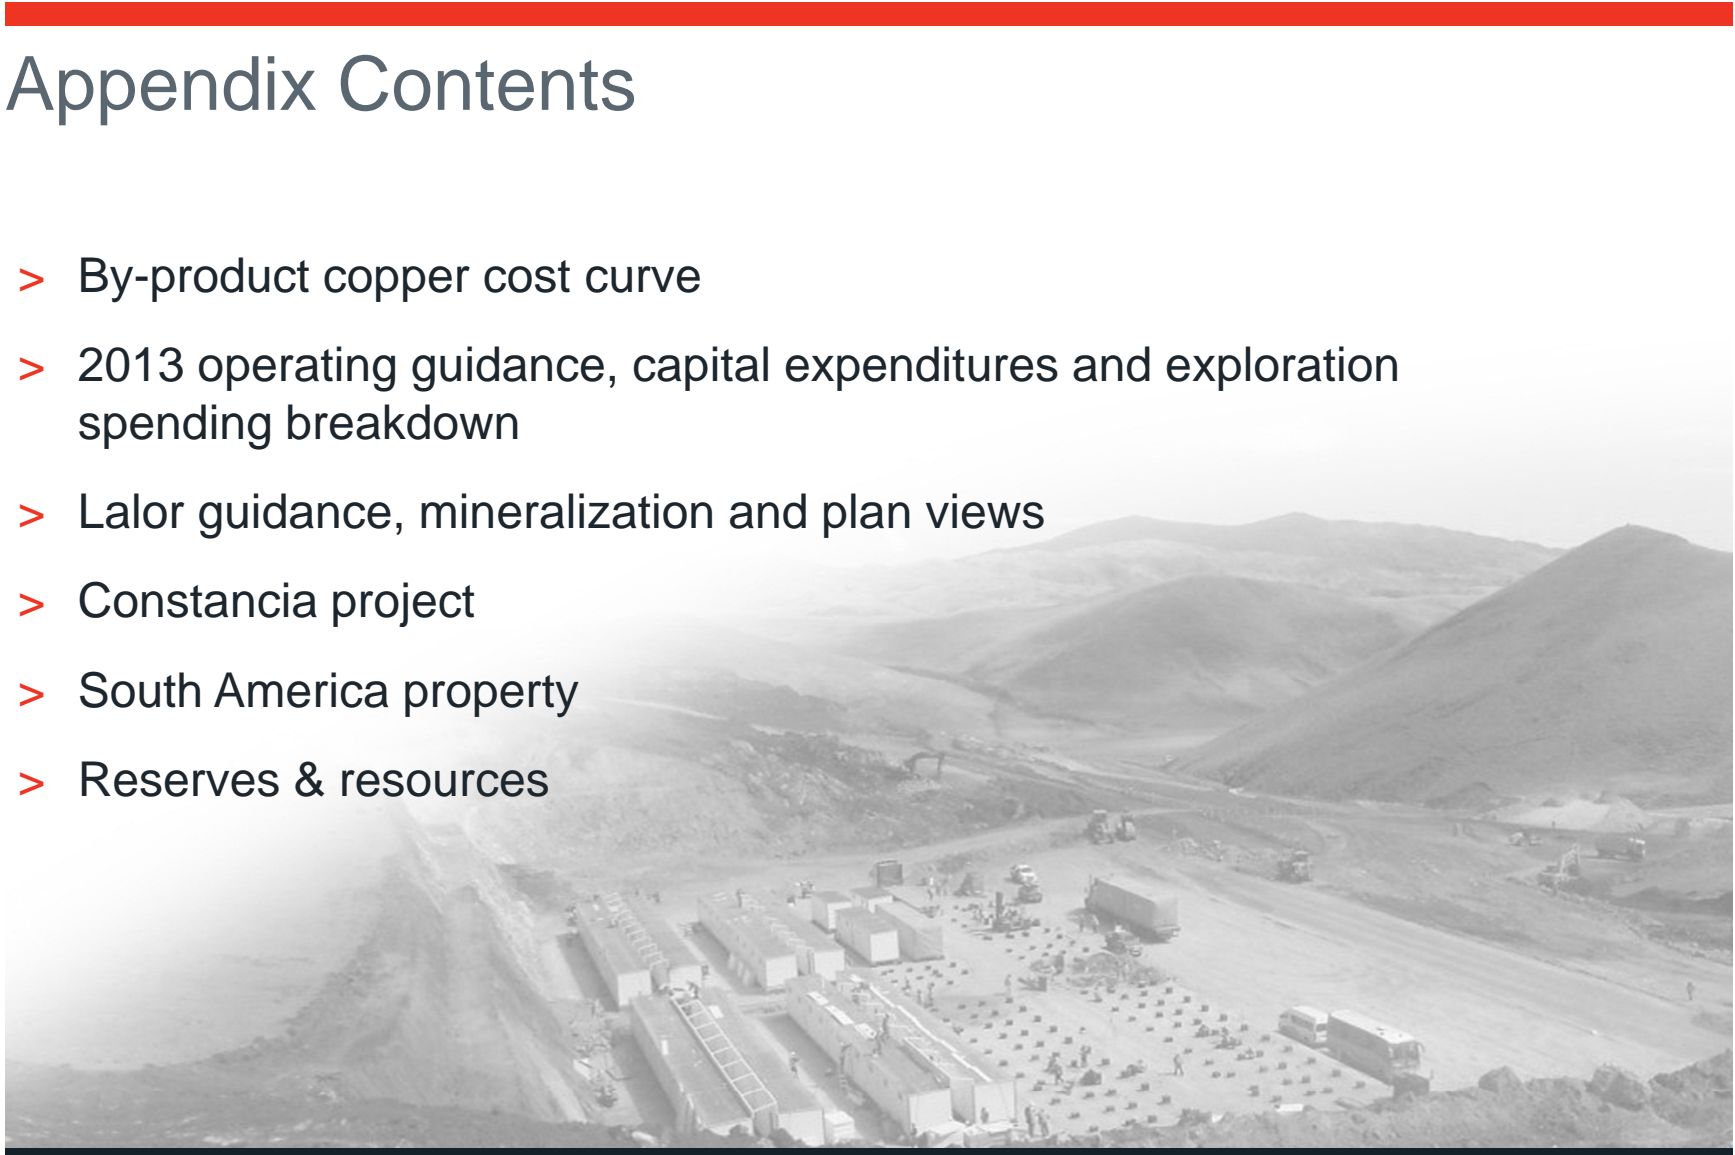 Appendix Contents
> By-product copper cost curve
> 2013 operating guidance, capital expenditures and exploration
spending breakdown
> Lalor guidance, mineralization and plan views
> Constancia project
> South America property
> Reserves & resources